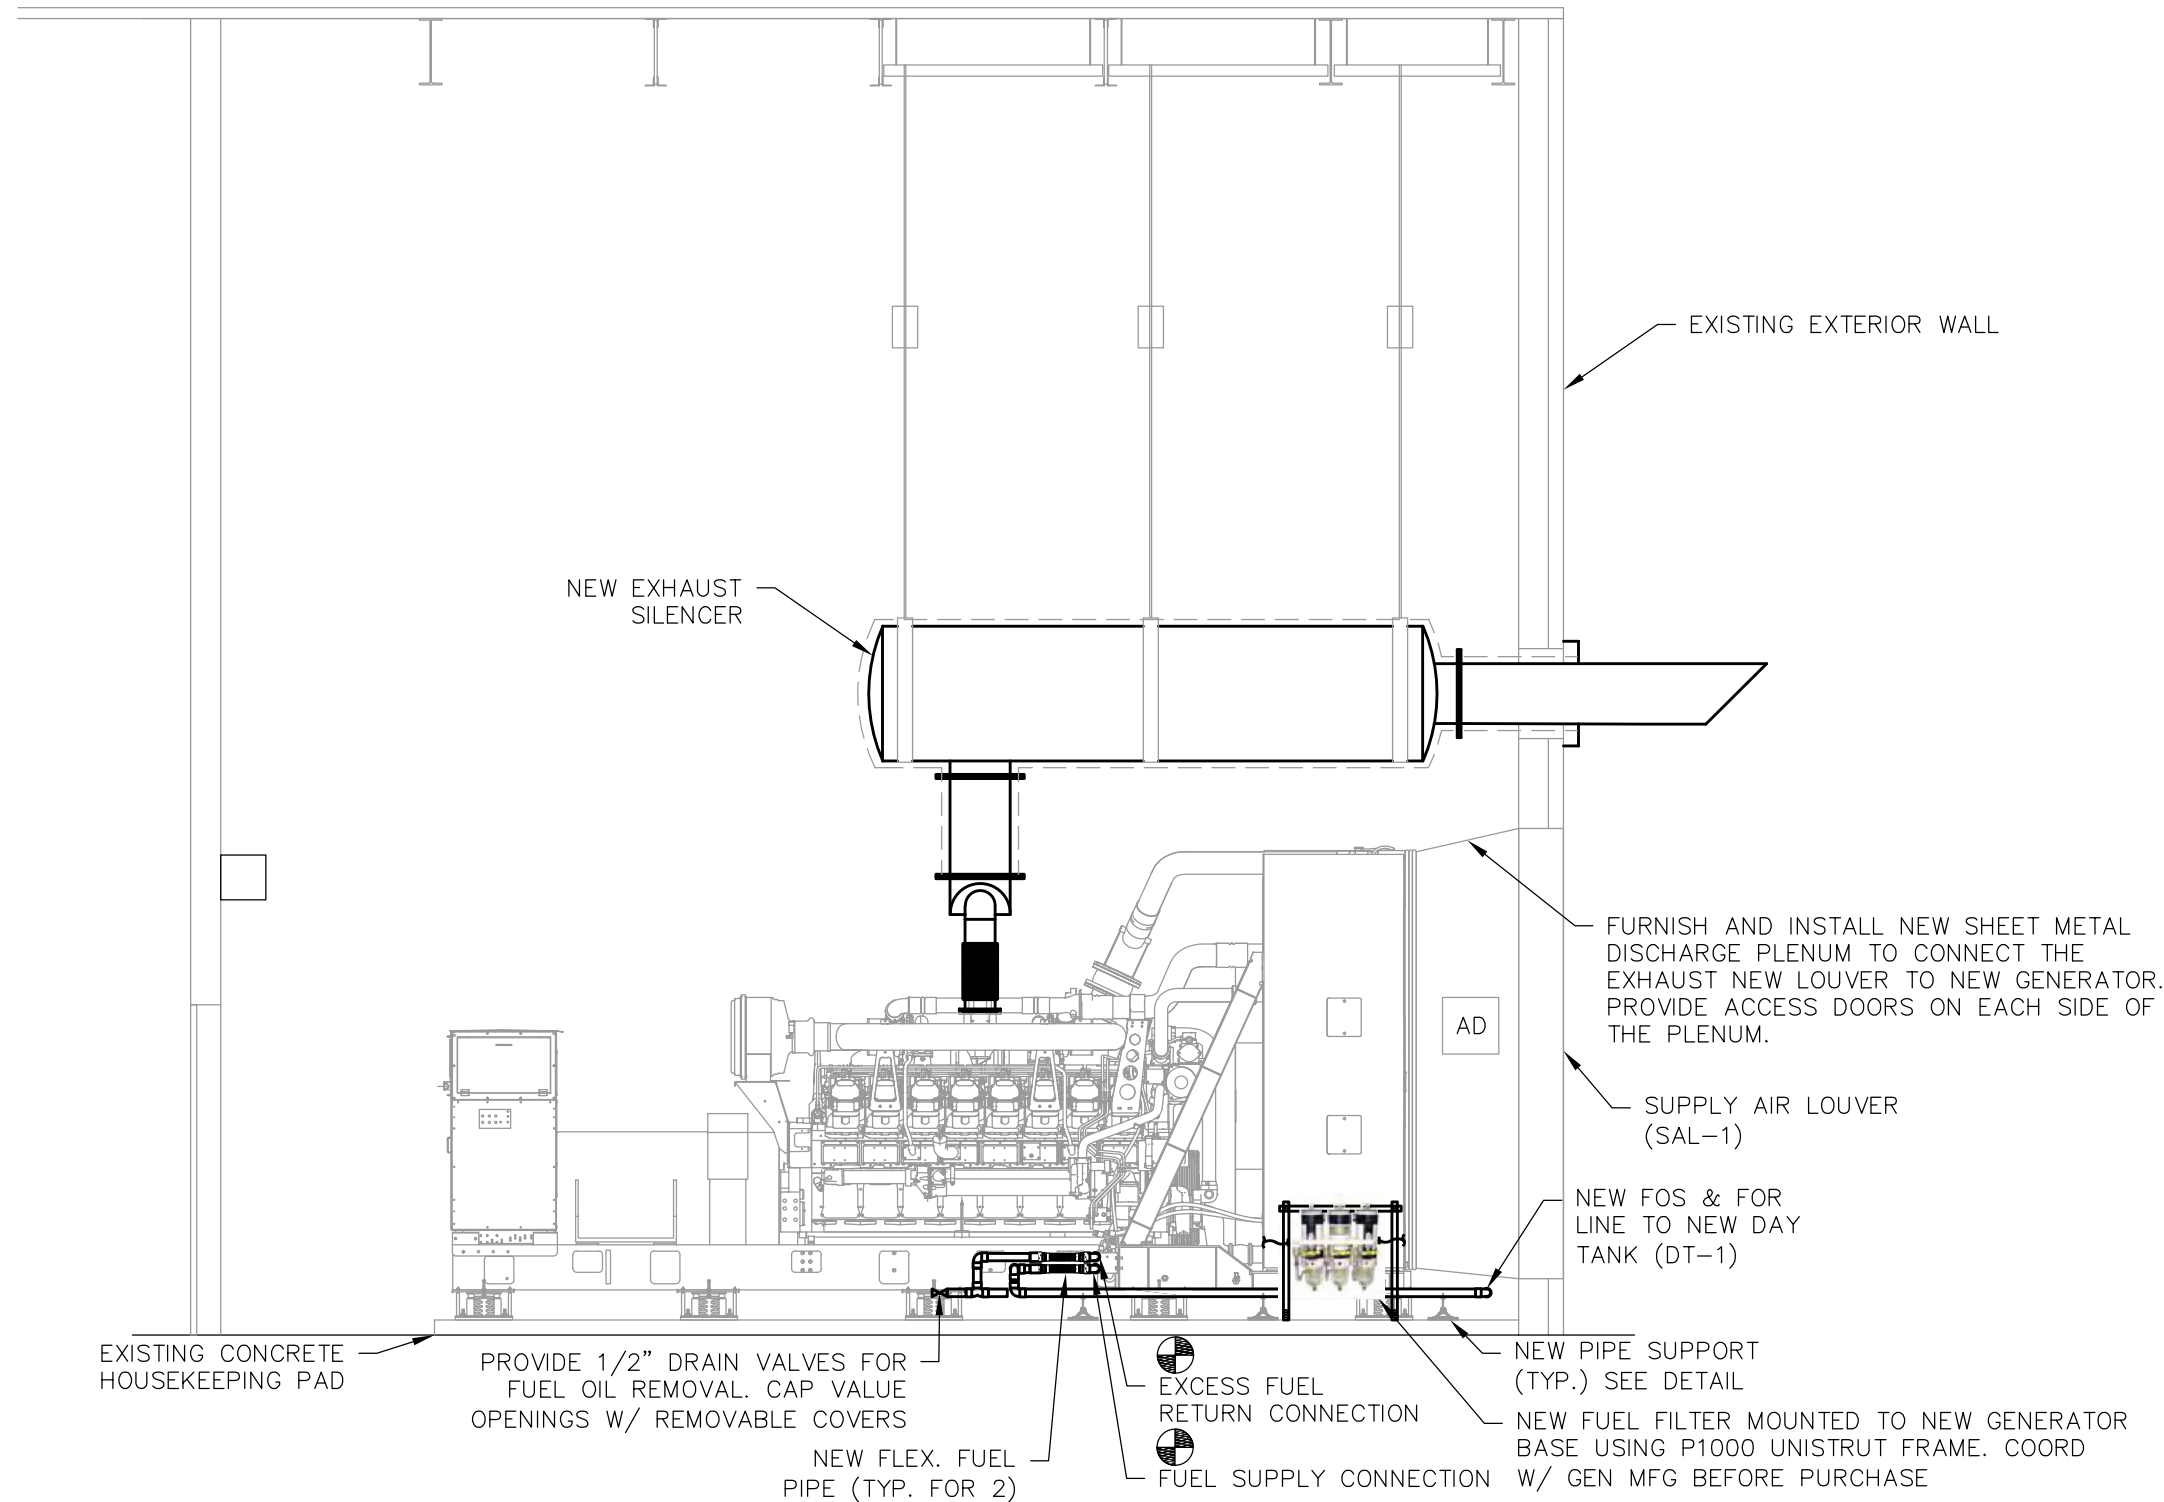 EXISTING EXTERIOR WALL
NEW EXHAUST
SILENCER
FURNISH AND INSTALL NEW SHEET METAL
DISCHARGE PLENUM TO CONNECT THE
EXHAUST NEW LOUVER TO NEW GENERATOR.
PROVIDE ACCESS DOORS ON EACH SIDE OF
THE PLENUM.
AD
SUPPLY AIR LOUVER
(SAL-1)
NEW FOS & FOR
LINE TO NEW DAY
TANK (DT-1)
EXISTING CONCRETE
HOUSEKEEPING PAD
PROVIDE 1/2" DRAIN VALVES FOR
FUEL OIL REMOVAL. CAP VALUE
OPENINGS W/ REMOVABLE COVERS
NEW FLEX. FUEL
PIPE (TYP. FOR 2)
EXCESS FUEL
RETURN CONNECTION
FUEL SUPPLY CONNECTION
NEW PIPE SUPPORT
(TYP.) SEE DETAIL
NEW FUEL FILTER MOUNTED TO NEW GENERATOR
BASE USING P1000 UNISTRUT FRAME. COORD
W/ GEN MFG BEFORE PURCHASE